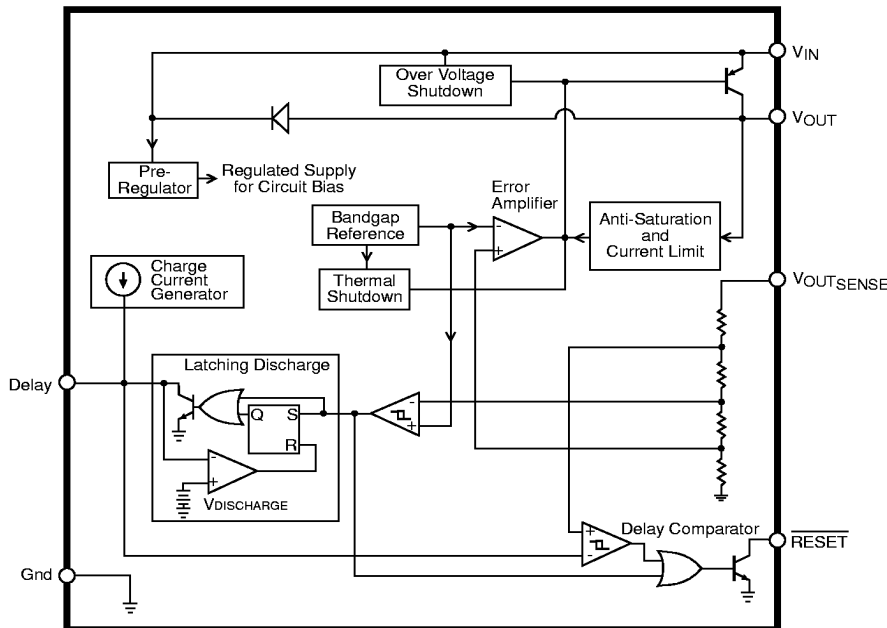 VIN
Over Voltage
Shutdown
VOUT
Pre-
Regulator
Regulated Supply
for Circuit Bias
Error
Amplifier
Bandgap
Reference
-
+
Anti-Saturation
and
Current Limit
Thermal
Shutdown
Charge
Current
Generator
VOUTSENSE
Latching Discharge
Delay
Q S
R
-
+
-
+
VDISCHARGE
Delay Comparator
+
-
RESET
Gnd